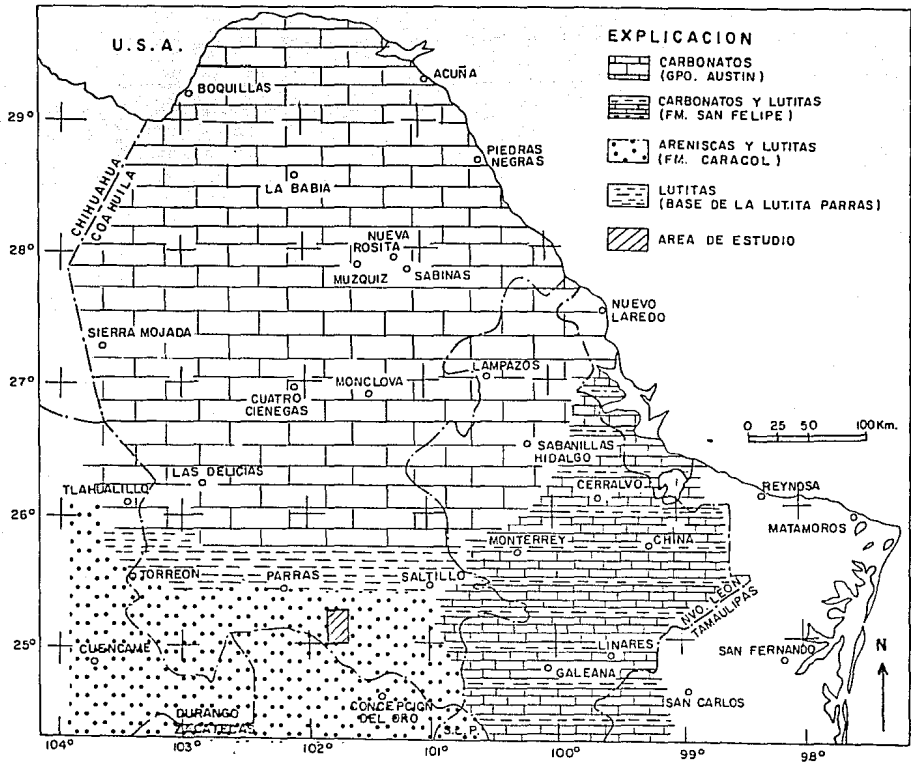 U.S.A.
EXPLICACION
CARBONATOS
(GPO. AUSTIN)
CARBONATOS Y LUTITAS
(FM. SAN FELIPE)
ARENISCAS Y LUTITAS
(FM. CARACOL)
LUTITAS
(BASE DE LA LUTITA PARRAS)
AREA DE ESTUDIO
ACUÑA
BOQUILLAS
29°
PIEDRAS
NEGRAS
LA BABIA
CHIHUAHUA
COAHUILA
28°
NUEVA
ROSITA
MUZQUIZ
SABINAS
NUEVO
LAREDO
SIERRA MOJADA
27°
LAMPAZOS
MONCLOVA
CUATRO
CIENEGAS
0 25 50 100 Km.
SABANILLAS
HIDALGO
LAS DELICIAS
CERRALVO
REYNOSA
TLAHUALILLO
26°
MATAMOROS
MONTERREY
CHINA
TORREON
PARRAS
SALTILLO
NVO. LEON
TAMAULIPAS
25°
CUENCAME
LINARES
SAN FERNANDO
N
GALEANA
CONCEPCION
DEL ORO
SAN CARLOS
DURANGO
ZACATECAS
S.L.P.
104° 103° 102° 101° 100° 99° 98°